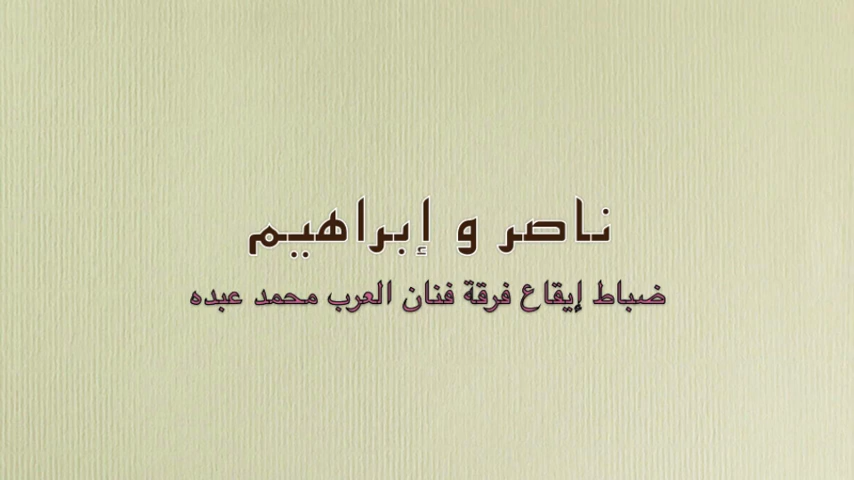 ناصر و إبراهيم
ضباط إيقاع فرقة فنان العرب محمد عبده